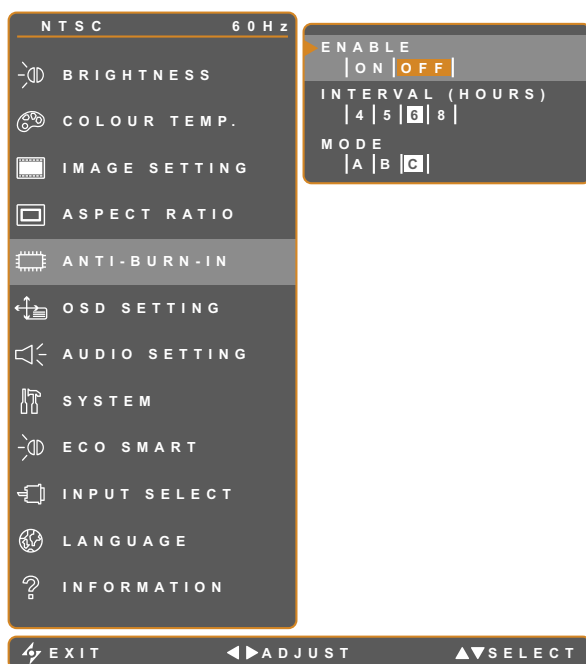 NTSC 60Hz
BRIGHTNESS
COLOUR TEMP.
IMAGE SETTING
ASPECT RATIO
ANTI-BURN-IN
OSD SETTING
AUDIO SETTING
SYSTEM
ECO SMART
INPUT SELECT
LANGUAGE
INFORMATION
ENABLE
ON OFF
INTERVAL (HOURS)
4 5 6 8
MODE
A B C
EXIT ADJUST SELECT